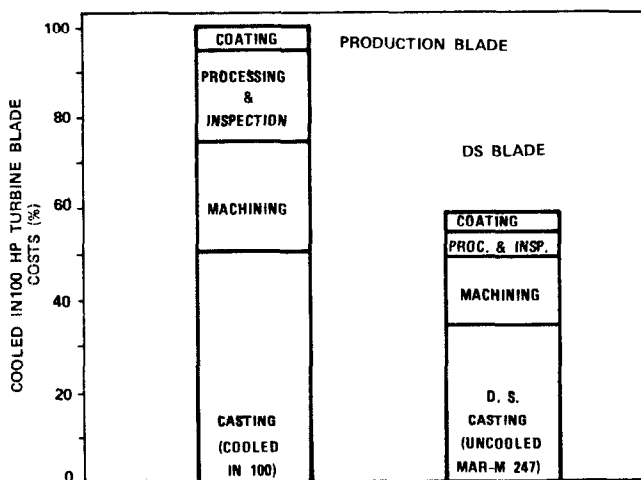 COOLED IN100 HP TURBINE BLADE
COSTS (%)
100
80
60
40
20
0
COATING
PROCESSING
&
INSPECTION
MACHINING
CASTING
(COOLED
IN 100)
PRODUCTION BLADE
DS BLADE
COATING
PROC. & INSP.
MACHINING
D. S.
CASTING
(UNCOOLED
MAR-M 247)